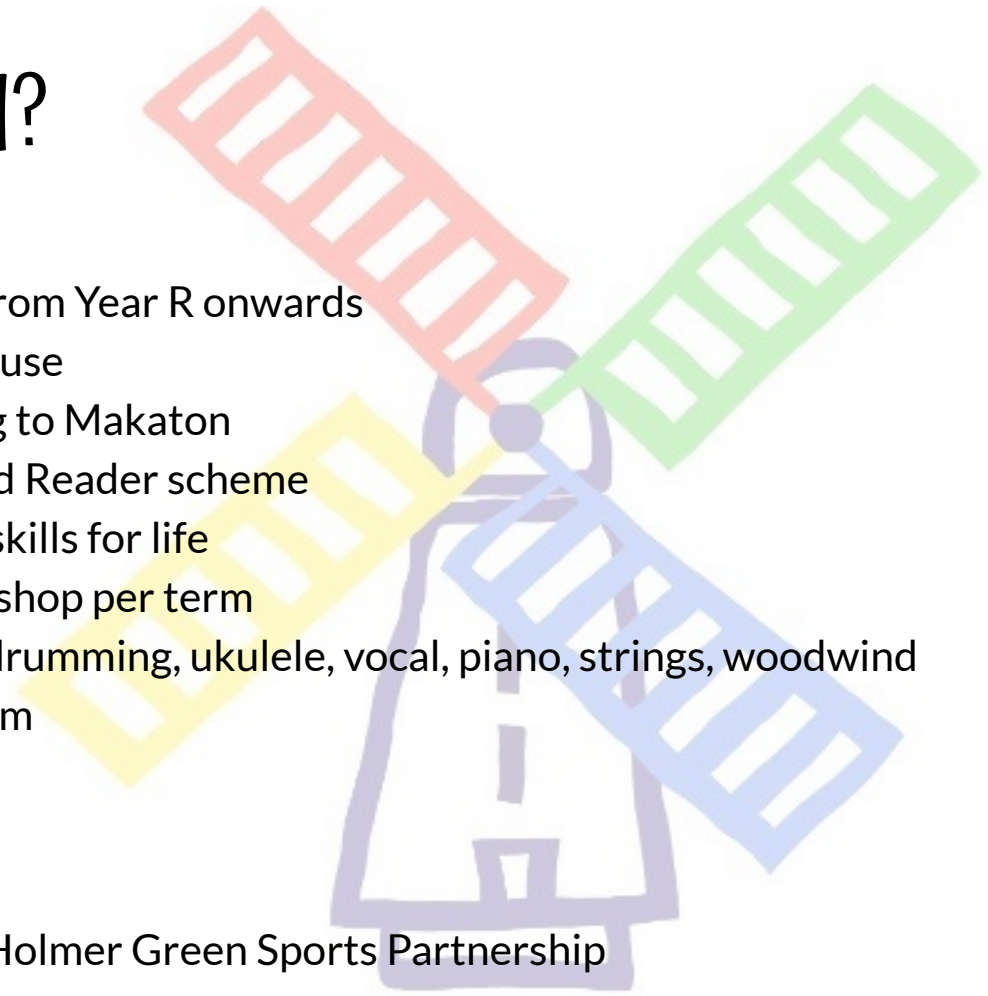 ?
rom Year R onwards
use
g to Makaton
d Reader scheme
skills for life
shop per term
drumming, ukulele, vocal, piano, strings, woodwind
m
Holmer Green Sports Partnership